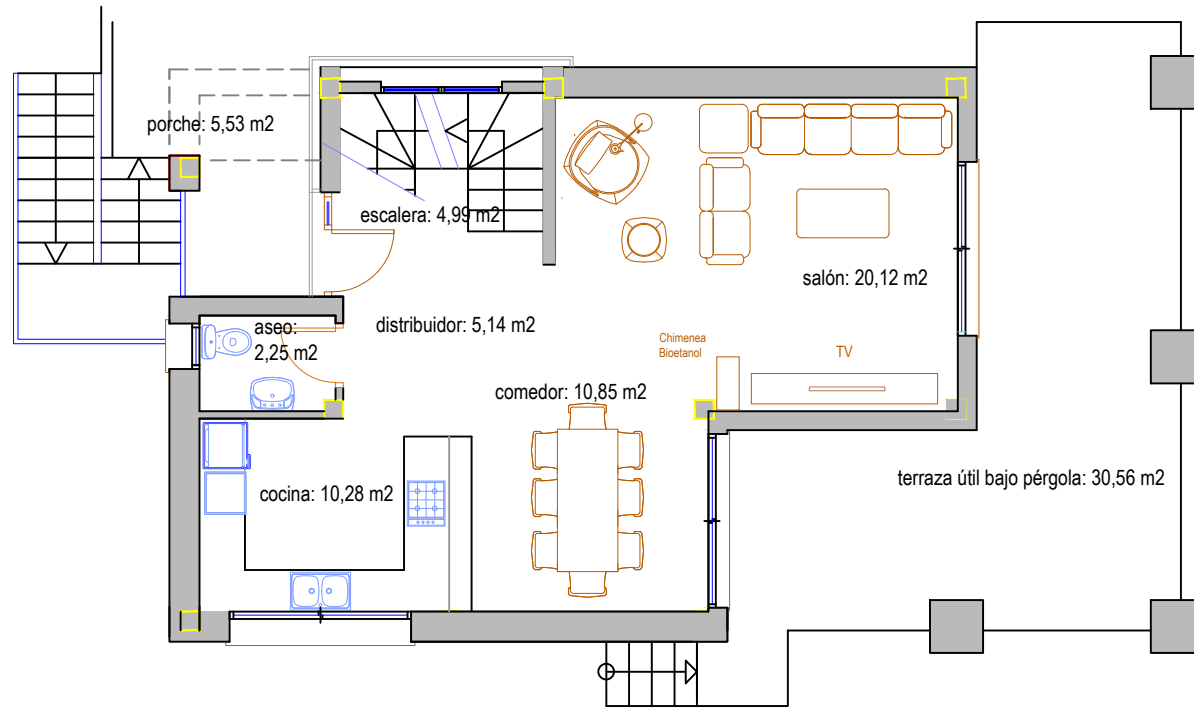 porche: 5,53 m2
escalera: 4,99 m2
salón: 20,12 m2
aseo:
2,25 m2
distribuidor: 5,14 m2
Chimenea
Bioetanol
TV
comedor: 10,85 m2
terraza útil bajo pérgola: 30,56 m2
cocina: 10,28 m2